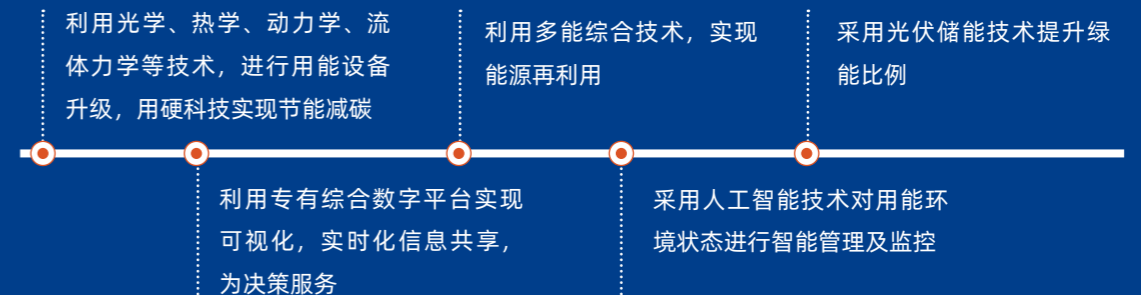 利用光学、热学、动力学、流
体力学等技术，进行用能设备
升级，用硬科技实现节能减碳
利用专有综合数字平台实现
可视化，实时化信息共享，
为决策服务
利用多能综合技术，实现
能源再利用
采用人工智能技术对用能环
境状态进行智能管理及监控
采用光伏储能技术提升绿
能比例